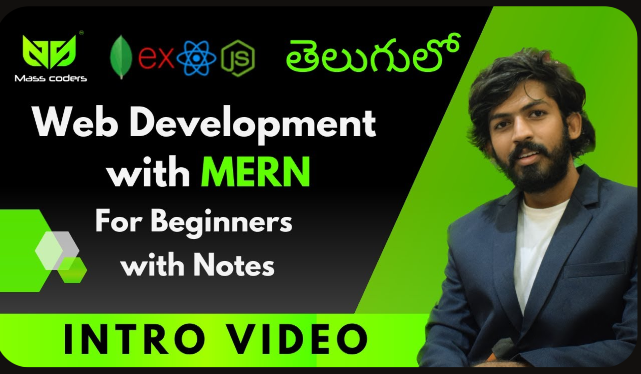 Mass coders
ex JS
తెలుగులో
Web Development
with MERN
For Beginners
with Notes
INTRO VIDEO